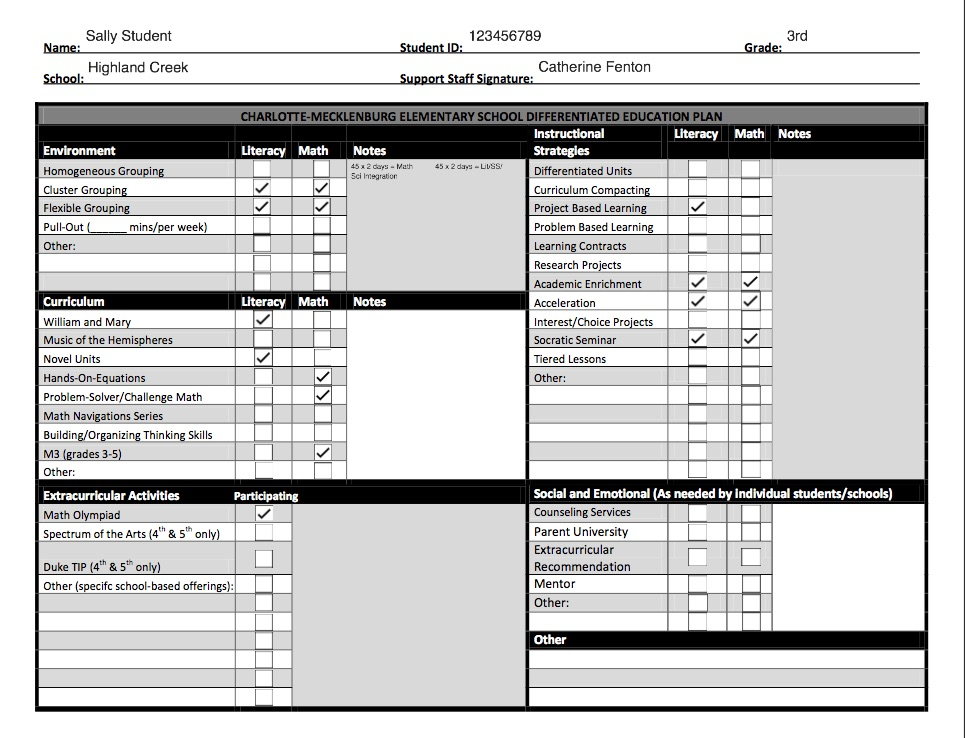 Sally Student 123456789 3rd
Name: Student ID: Grade:
Highland Creek Catherine Fenton
School: Support Staff Signature:
CHARLOTTE-MECKLENBURG ELEMENTARY SCHOOL DIFFERENTIATED EDUCATION PLAN
Environment Literacy Math Notes
45 x 2 days = Math 45 x 2 days = Lit/SS/
Sci Integration
Homogeneous Grouping
Cluster Grouping ✓ ✓
Flexible Grouping ✓ ✓
Pull-Out (______ mins/per week)
Other:
Curriculum Literacy Math Notes
William and Mary ✓
Music of the Hemispheres
Novel Units ✓
Hands-On-Equations ✓
Problem-Solver/Challenge Math ✓
Math Navigations Series
Building/Organizing Thinking Skills
M3 (grades 3-5) ✓
Other:
Extracurricular Activities Participating
Math Olympiad ✓
Spectrum of the Arts (4th & 5th only)
Duke TIP (4th & 5th only)
Other (specifc school-based offerings):
Instructional Literacy Math Notes
Strategies
Differentiated Units
Curriculum Compacting
Project Based Learning ✓
Problem Based Learning
Learning Contracts
Research Projects
Academic Enrichment ✓ ✓
Acceleration ✓ ✓
Interest/Choice Projects
Socratic Seminar ✓ ✓
Tiered Lessons
Other:
Social and Emotional (As needed by individual students/schools)
Counseling Services
Parent University
Extracurricular
Recommendation
Mentor
Other:
Other